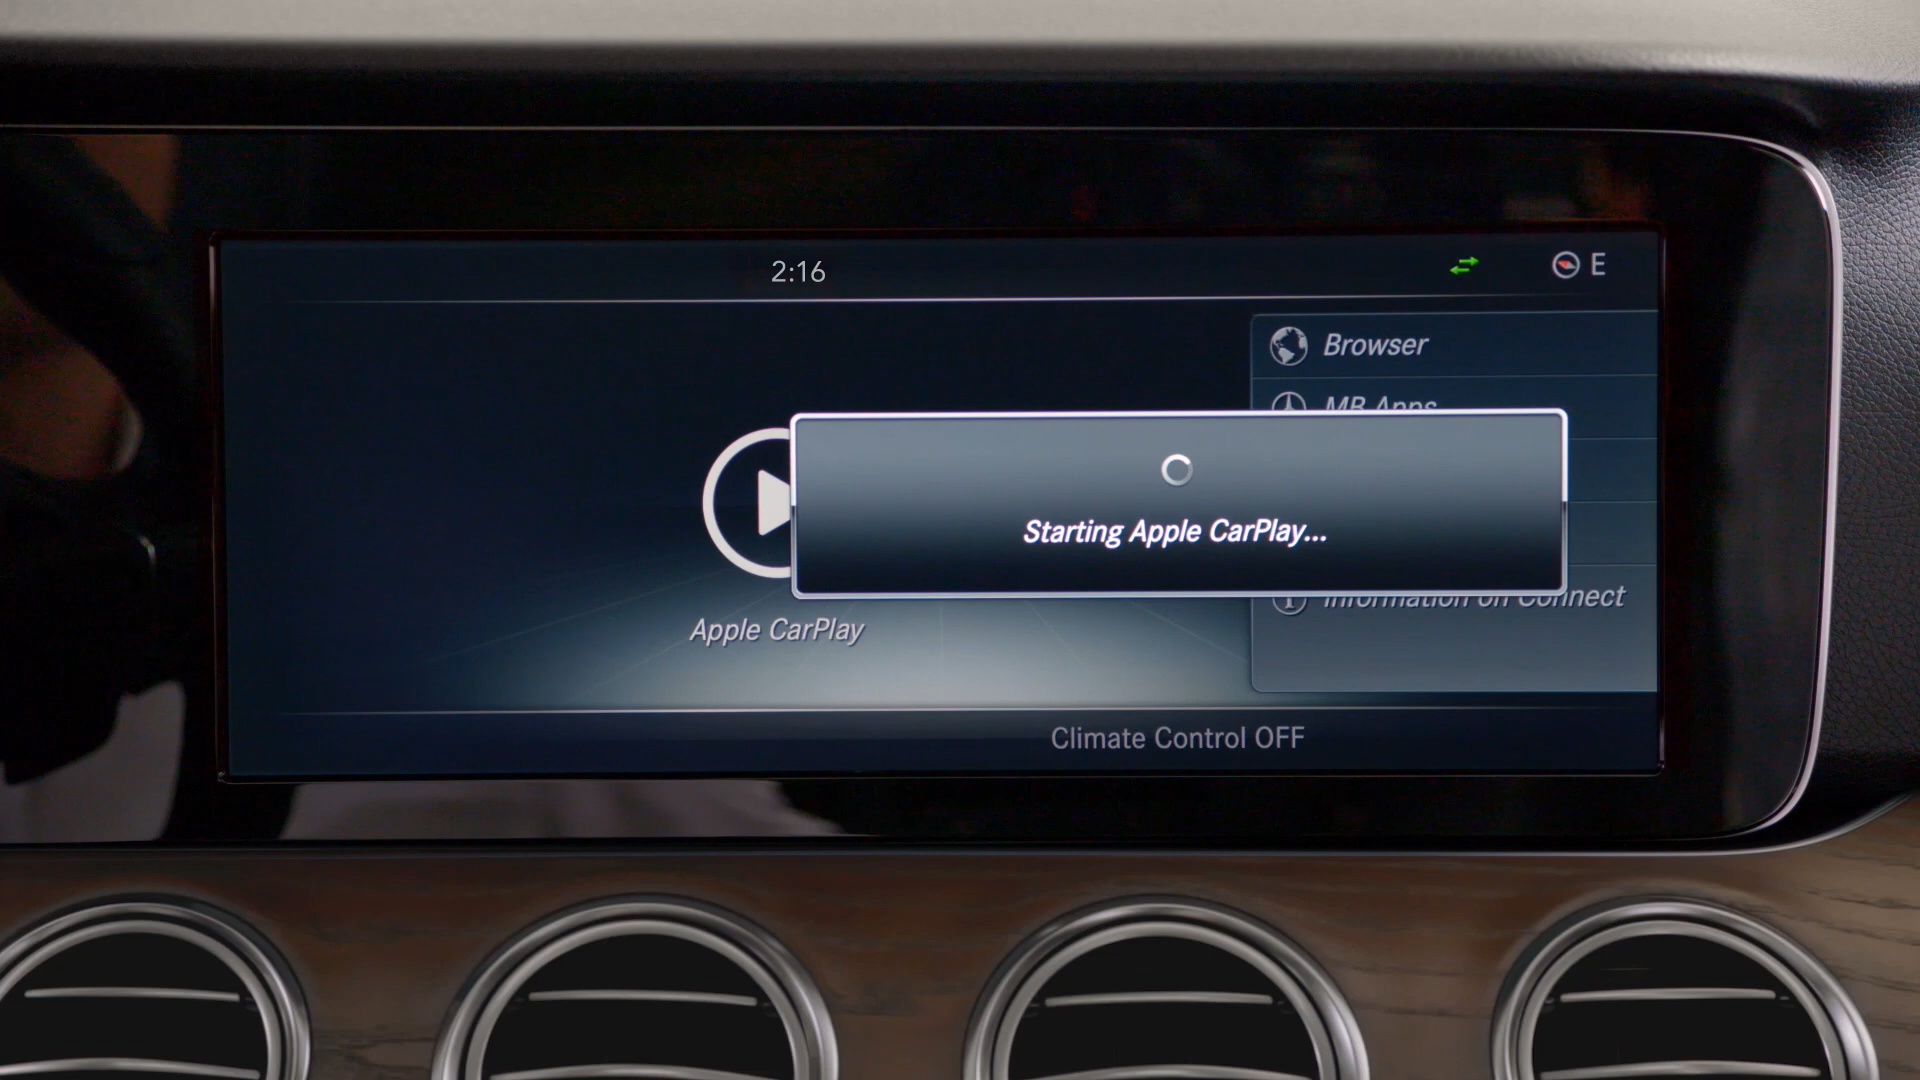 2:16
E
Browser
MB Apps
Starting Apple CarPlay...
Information on Connect
Apple CarPlay
Climate Control OFF